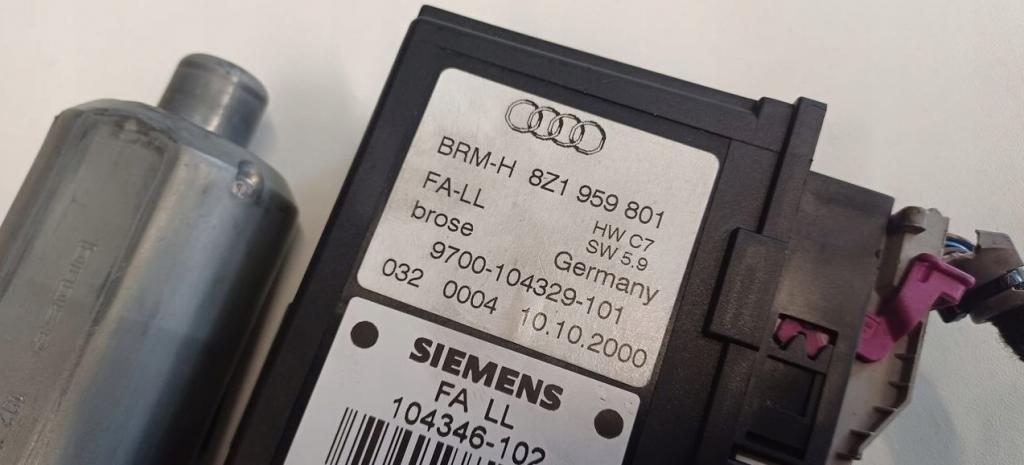 BRM-H 8Z1 959 801
FA-LL HW C7
SW 5.9
brose Germany
9700-104329-101
032 0004 10.10.2000
SIEMENS
FA LL
104346-102